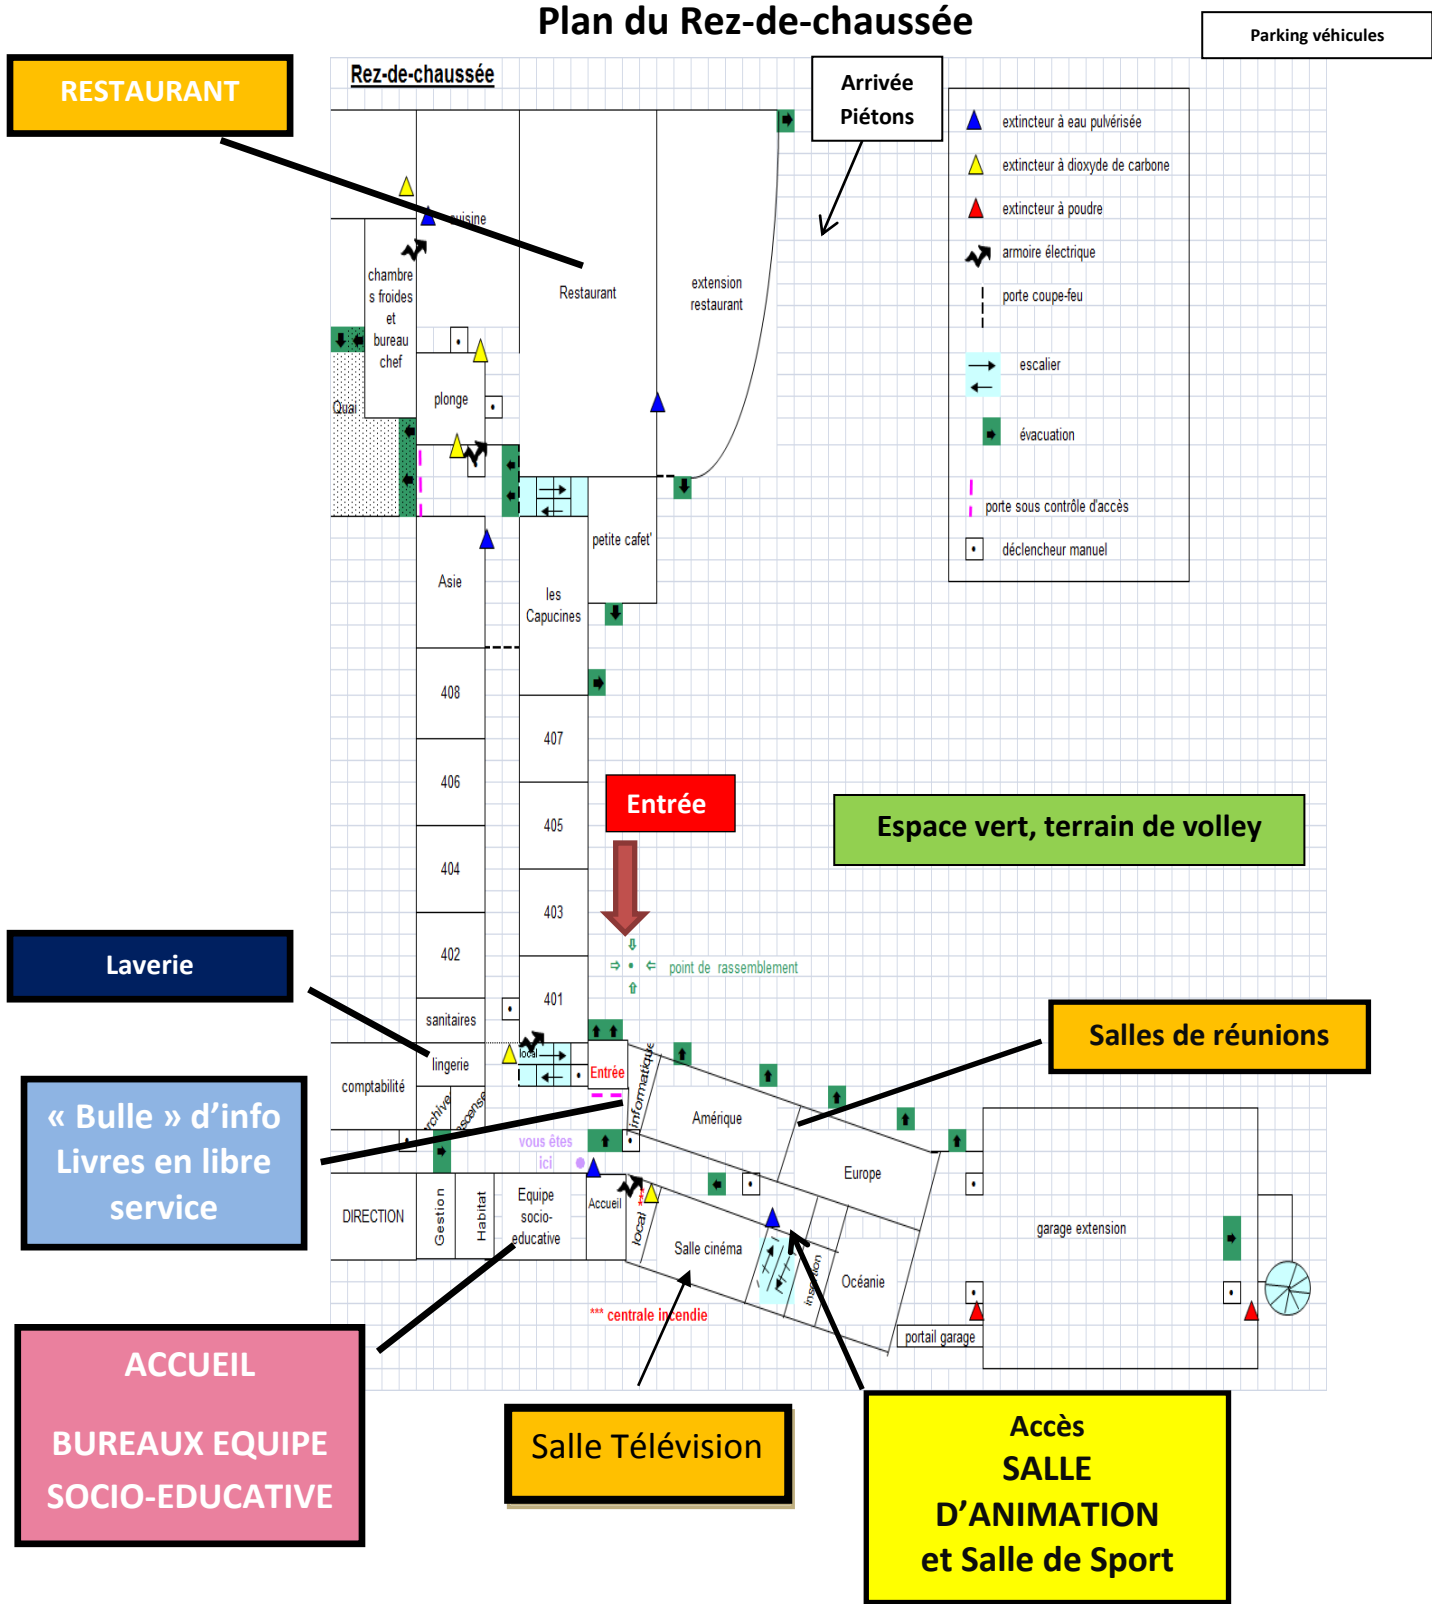 Plan du Rez-de-chaussée
Parking véhicules
Rez-de-chaussée
RESTAURANT
Arrivée
Piétons
extincteur à eau pulvérisée
extincteur à dioxyde de carbone
extincteur à poudre
armoire électrique
porte coupe-feu
escalier
évacuation
porte sous contrôle d'accès
déclencheur manuel
cuisine
chambre
s froides
et
bureau
chef
Restaurant
extension
restaurant
Quai
plonge
petite cafet'
Asie
les
Capucines
408
407
406
405
404
403
402
401
Entrée
Espace vert, terrain de volley
point de rassemblement
Laverie
sanitaires
lingerie
local
Entrée
informatique
comptabilité
archive
ascense
Salles de réunions
Amérique
Europe
« Bulle » d'info
Livres en libre
service
vous êtes
ici
DIRECTION
Gestion
Habitat
Equipe
socio-
educative
Accueil
local ***
Salle cinéma
insertion
Océanie
garage extension
portail garage
*** centrale incendie
ACCUEIL
BUREAUX EQUIPE
SOCIO-EDUCATIVE
Salle Télévision
Accès
SALLE
D'ANIMATION
et Salle de Sport